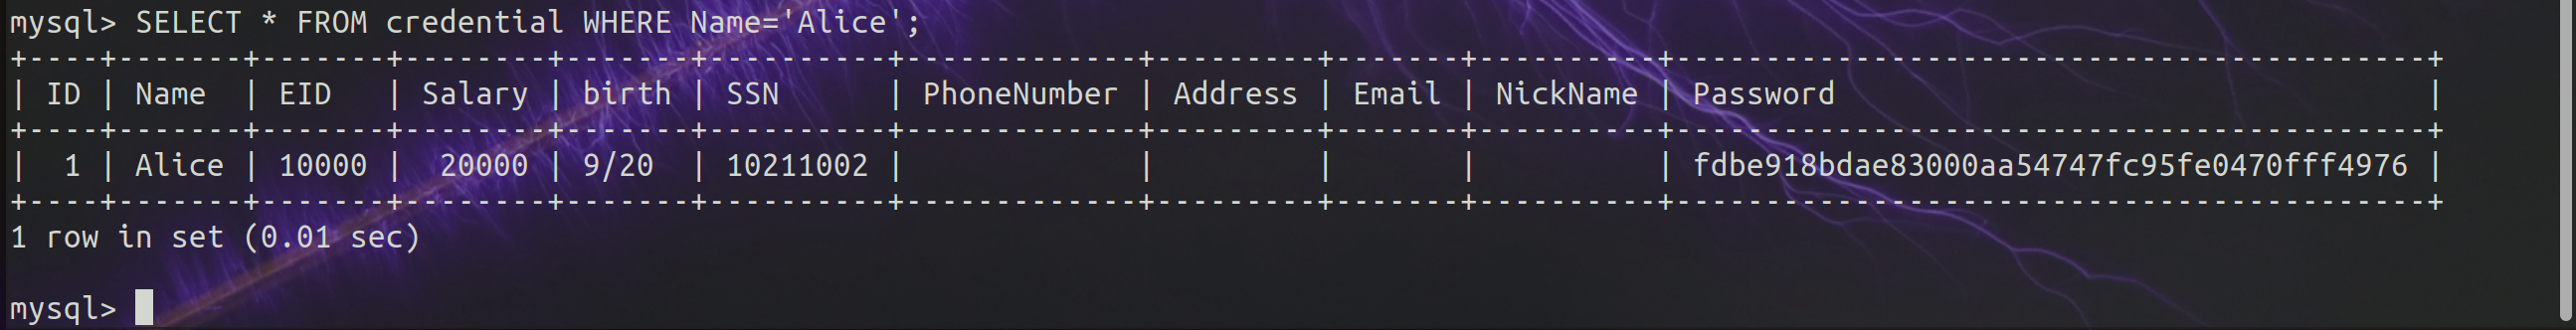 mysql> SELECT * FROM credential WHERE Name='Alice';
+----+-------+-------+--------+-------+----------+-------------+---------+-------+----------+------------------------------------------+
| ID | Name  | EID   | Salary | birth | SSN      | PhoneNumber | Address | Email | NickName | Password                                 |
+----+-------+-------+--------+-------+----------+-------------+---------+-------+----------+------------------------------------------+
|  1 | Alice | 10000 |  20000 | 9/20  | 10211002 |             |         |       |          | fdbe918bdae83000aa54747fc95fe0470fff4976 |
+----+-------+-------+--------+-------+----------+-------------+---------+-------+----------+------------------------------------------+
1 row in set (0.01 sec)
mysql>